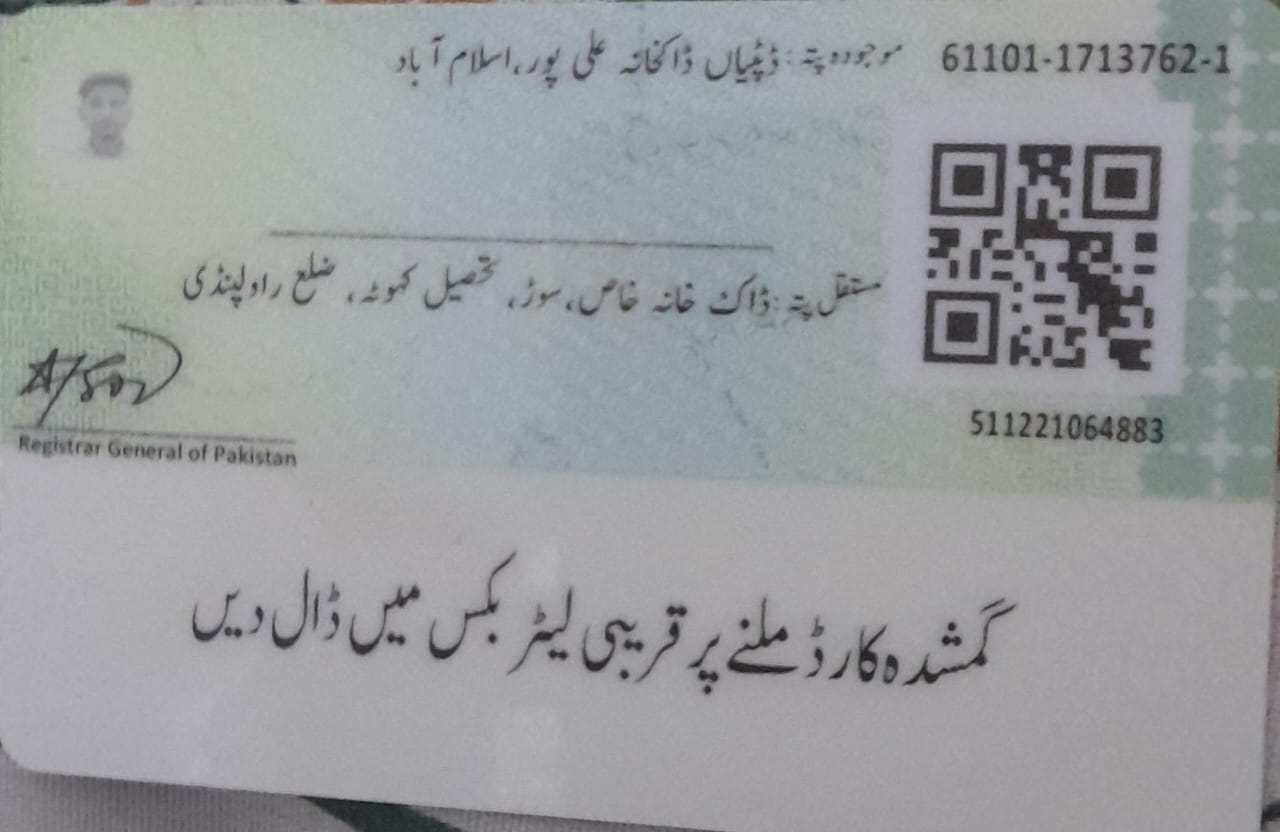 61101-1713762-1
موجودہ پتہ: ڈپٹیاں ڈاکخانہ علی پور،اسلام آباد
مستقل پتہ: ڈاک خانہ خاص، سوڑ، تحصیل کہوٹہ، ضلع راولپنڈی
511221064883
Registrar General of Pakistan
گمشدہ کارڈ ملنے پر قریبی لیٹر بکس میں ڈال دیں